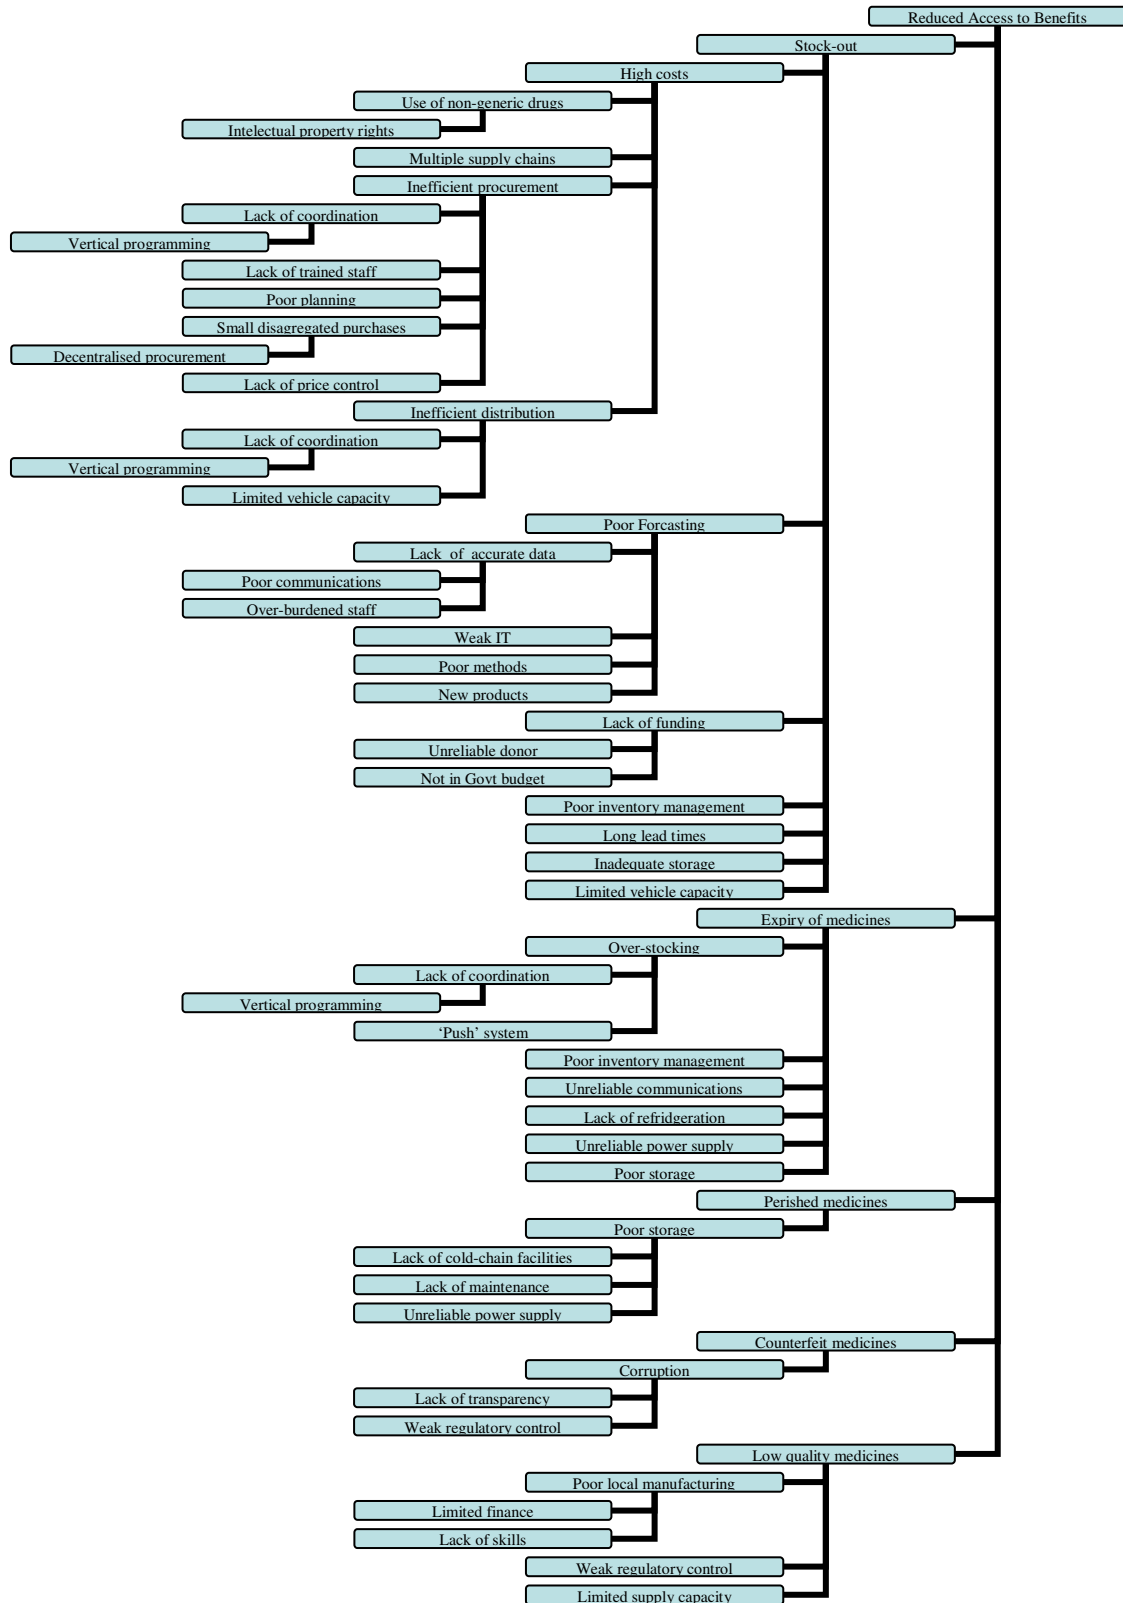 Reduced Access to Benefits
Stock-out
High costs
Use of non-generic drugs
Intelectual property rights
Multiple supply chains
Inefficient procurement
Lack of coordination
Vertical programming
Lack of trained staff
Poor planning
Small disagregated purchases
Decentralised procurement
Lack of price control
Inefficient distribution
Lack of coordination
Vertical programming
Limited vehicle capacity
Poor Forcasting
Lack of accurate data
Poor communications
Over-burdened staff
Weak IT
Poor methods
New products
Lack of funding
Unreliable donor
Not in Govt budget
Poor inventory management
Long lead times
Inadequate storage
Limited vehicle capacity
Expiry of medicines
Over-stocking
Lack of coordination
Vertical programming
‘Push’ system
Poor inventory management
Unreliable communications
Lack of refridgeration
Unreliable power supply
Poor storage
Perished medicines
Poor storage
Lack of cold-chain facilities
Lack of maintenance
Unreliable power supply
Counterfeit medicines
Corruption
Lack of transparency
Weak regulatory control
Low quality medicines
Poor local manufacturing
Limited finance
Lack of skills
Weak regulatory control
Limited supply capacity